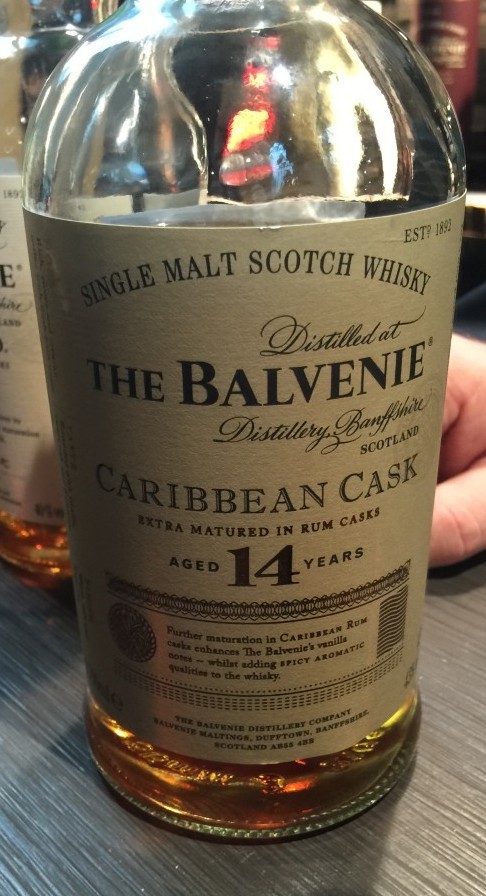 ESTD 1892
SINGLE MALT SCOTCH WHISKY
Distilled at
THE BALVENIE®
Distillery, Banffshire
SCOTLAND
CARIBBEAN CASK
EXTRA MATURED IN RUM CASKS
AGED 14 YEARS
Further maturation in CARIBBEAN RUM
casks enhances The Balvenie's vanilla
notes – whilst adding SPICY AROMATIC
qualities to the whisky.
THE BALVENIE DISTILLERY COMPANY
BALVENIE MALTINGS, DUFFTOWN, BANFFSHIRE,
SCOTLAND AB55 4BB